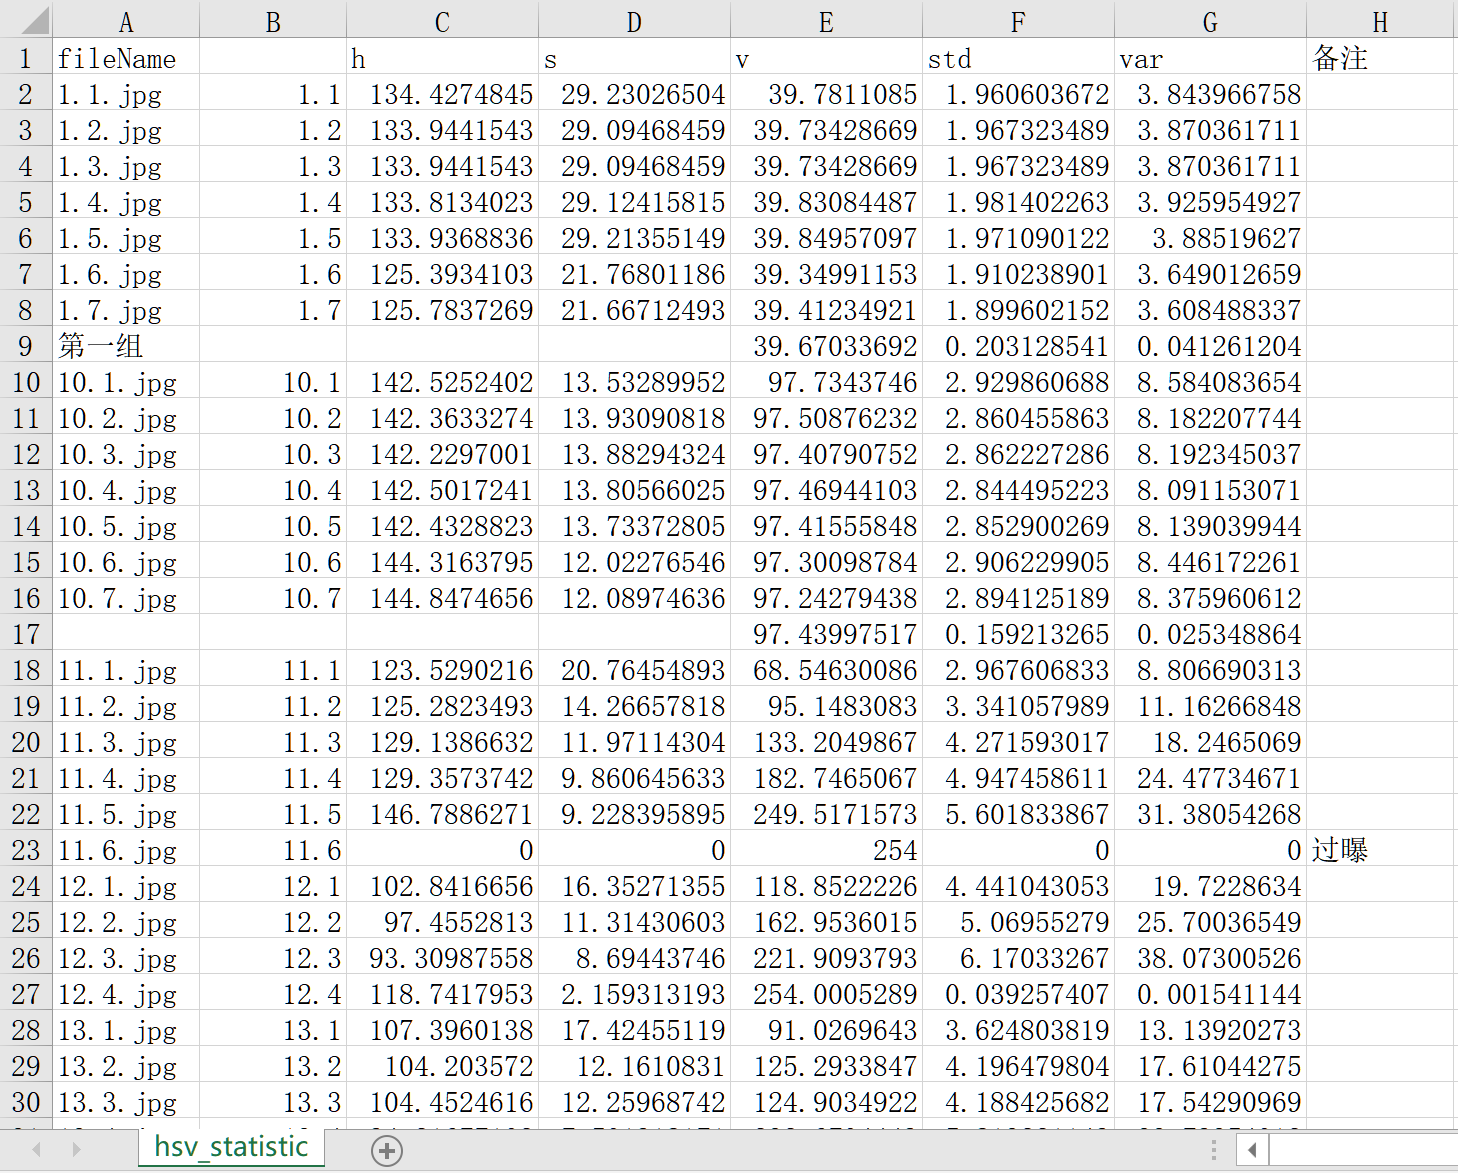 A B C D E F G H
1 fileName h s v std var 备注
2 1.1.jpg 1.1 134.4274845 29.23026504 39.7811085 1.960603672 3.843966758
3 1.2.jpg 1.2 133.9441543 29.09468459 39.73428669 1.967323489 3.870361711
4 1.3.jpg 1.3 133.9441543 29.09468459 39.73428669 1.967323489 3.870361711
5 1.4.jpg 1.4 133.8134023 29.12415815 39.83084487 1.981402263 3.925954927
6 1.5.jpg 1.5 133.9368836 29.21355149 39.84957097 1.971090122 3.88519627
7 1.6.jpg 1.6 125.3934103 21.76801186 39.34991153 1.910238901 3.649012659
8 1.7.jpg 1.7 125.7837269 21.66712493 39.41234921 1.899602152 3.608488337
9 第一组 39.67033692 0.203128541 0.041261204
10 10.1.jpg 10.1 142.5252402 13.53289952 97.7343746 2.929860688 8.584083654
11 10.2.jpg 10.2 142.3633274 13.93090818 97.50876232 2.860455863 8.182207744
12 10.3.jpg 10.3 142.2297001 13.88294324 97.40790752 2.862227286 8.192345037
13 10.4.jpg 10.4 142.5017241 13.80566025 97.46944103 2.844495223 8.091153071
14 10.5.jpg 10.5 142.4328823 13.73372805 97.41555848 2.852900269 8.139039944
15 10.6.jpg 10.6 144.3163795 12.02276546 97.30098784 2.906229905 8.446172261
16 10.7.jpg 10.7 144.8474656 12.08974636 97.24279438 2.894125189 8.375960612
17 97.43997517 0.159213265 0.025348864
18 11.1.jpg 11.1 123.5290216 20.76454893 68.54630086 2.967606833 8.806690313
19 11.2.jpg 11.2 125.2823493 14.26657818 95.1483083 3.341057989 11.16266848
20 11.3.jpg 11.3 129.1386632 11.97114304 133.2049867 4.271593017 18.2465069
21 11.4.jpg 11.4 129.3573742 9.860645633 182.7465067 4.947458611 24.47734671
22 11.5.jpg 11.5 146.7886271 9.228395895 249.5171573 5.601833867 31.38054268
23 11.6.jpg 11.6 0 0 254 0 0 过曝
24 12.1.jpg 12.1 102.8416656 16.35271355 118.8522226 4.441043053 19.7228634
25 12.2.jpg 12.2 97.4552813 11.31430603 162.9536015 5.06955279 25.70036549
26 12.3.jpg 12.3 93.30987558 8.69443746 221.9093793 6.17033267 38.07300526
27 12.4.jpg 12.4 118.7417953 2.159313193 254.0005289 0.039257407 0.001541144
28 13.1.jpg 13.1 107.3960138 17.42455119 91.0269643 3.624803819 13.13920273
29 13.2.jpg 13.2 104.203572 12.1610831 125.2933847 4.196479804 17.61044275
30 13.3.jpg 13.3 104.4524616 12.25968742 124.9034922 4.188425682 17.54290969
hsv_statistic